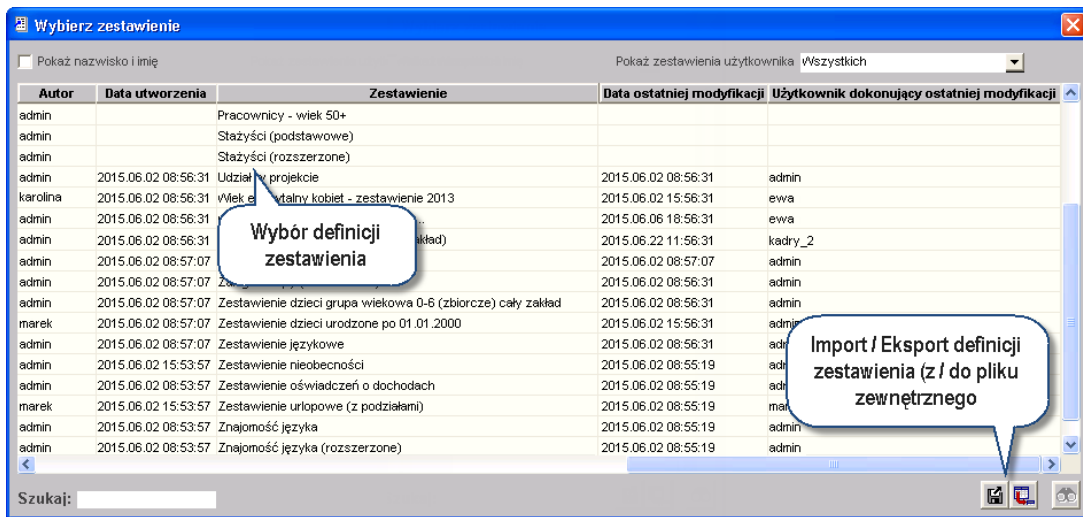 Wybierz zestawienie
Pokaż nazwisko i imię Pokaż zestawienia użytkownika Wszystkich
Autor Data utworzenia Zestawienie Data ostatniej modyfikacji Użytkownik dokonujący ostatniej modyfikacji
admin Pracownicy - wiek 50+
admin Stażyści (podstawowe)
admin Stażyści (rozszerzone)
admin 2015.06.02 08:56:31 Udział w projekcie 2015.06.02 08:56:31 admin
karolina 2015.06.02 08:56:31 Wiek kobiet - zestawienie 2013 2015.06.02 15:56:31 ewa
admin 2015.06.02 08:56:31 2015.06.06 18:56:31 ewa
admin 2015.06.02 08:56:31 2015.06.22 11:56:31 kadry_2
admin 2015.06.02 08:57:07 2015.06.02 08:57:07 admin
admin 2015.06.02 08:57:07 2015.06.02 08:56:31 admin
admin 2015.06.02 08:57:07 Zestawienie dzieci grupa wiekowa 0-6 (zbiorcze) cały zakład 2015.06.02 08:56:31 admin
marek 2015.06.02 08:57:07 Zestawienie dzieci urodzone po 01.01.2000 2015.06.02 15:56:31 admin
admin 2015.06.02 08:57:07 Zestawienie językowe 2015.06.02 08:56:31
admin 2015.06.02 15:53:57 Zestawienie nieobecności 2015.06.02 08:55:19
admin 2015.06.02 08:53:57 Zestawienie oświadczeń o dochodach 2015.06.02 08:55:19
marek 2015.06.02 15:53:57 Zestawienie urlopowe (z podziałami) 2015.06.02 08:55:19
admin 2015.06.02 08:53:57 Znajomość języka 2015.06.02 08:55:19 admin
admin 2015.06.02 08:53:57 Znajomość języka (rozszerzone) 2015.06.02 08:55:19 admin
Wybór definicji
zestawienia
Import / Eksport definicji
zestawienia (z / do pliku
zewnętrznego
Szukaj: